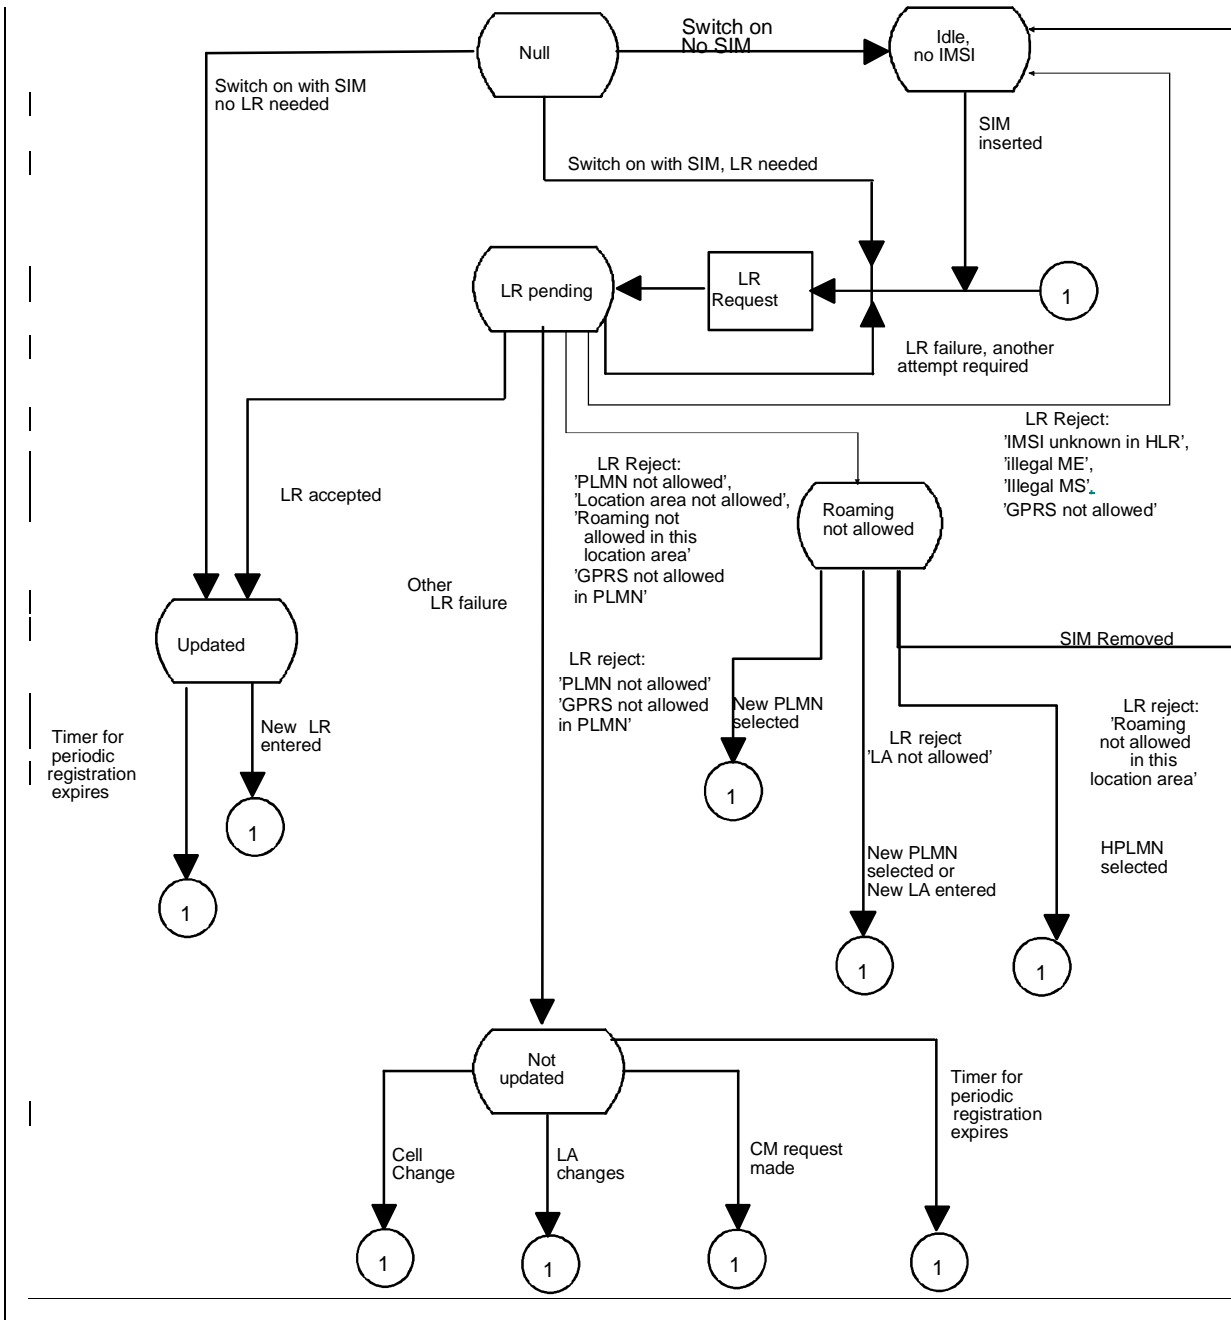 Null
Switch on
No SIM
Idle,
no IMSI
Switch on with SIM
no LR needed
SIM
inserted
Switch on with SIM, LR needed
LR pending
LR
Request
1
LR failure, another
attempt required
LR Reject:
'IMSI unknown in HLR',
'illegal ME',
'Illegal MS',
'GPRS not allowed'
LR accepted
LR Reject:
'PLMN not allowed',
'Location area not allowed',
'Roaming not
allowed in this
location area'
'GPRS not allowed
in PLMN'
Roaming
not allowed
Other
LR failure
Updated
SIM Removed
LR reject:
'PLMN not allowed'
'GPRS not allowed
in PLMN'
New PLMN
selected
LR reject
'LA not allowed'
LR reject:
'Roaming
not allowed
in this
location area'
Timer for
periodic
registration
expires
New LR
entered
1
1
1
New PLMN
selected or
New LA entered
HPLMN
selected
1
1
Not
updated
Cell
Change
LA
changes
CM request
made
Timer for
periodic
registration
expires
1
1
1
1